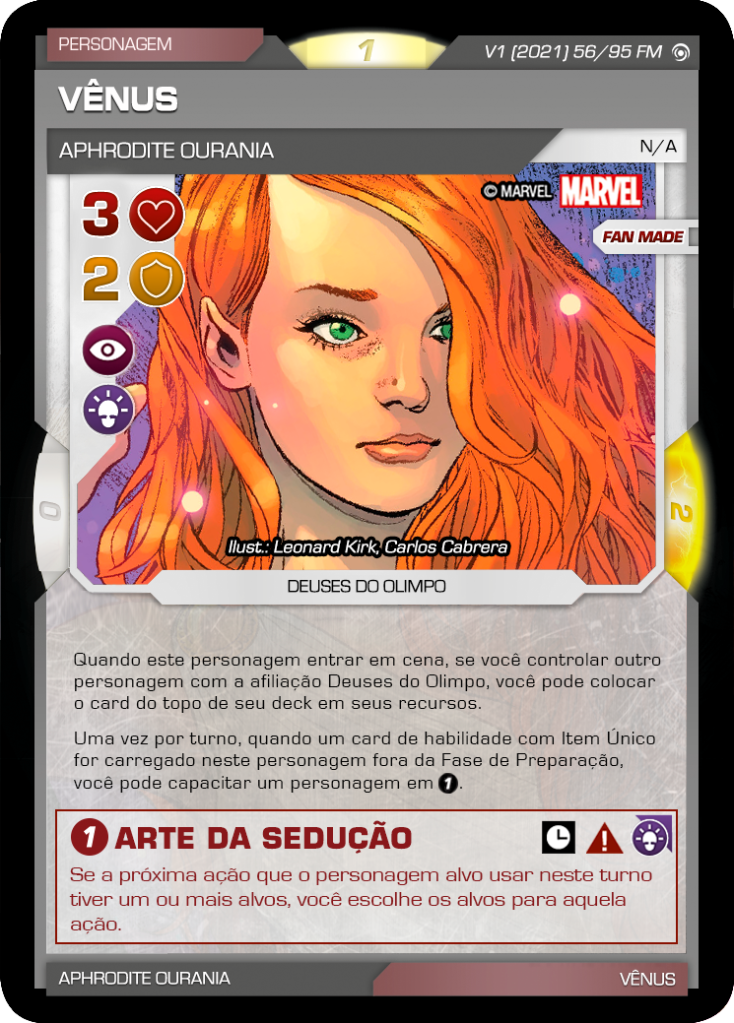 PERSONAGEM
1
V1 (2021) 56/95 FM
VÊNUS
APHRODITE OURANIA
N/A
© MARVEL MARVEL
3
FAN MADE
2
0
2
Ilust.: Leonard Kirk, Carlos Cabrera
DEUSES DO OLIMPO
Quando este personagem entrar em cena, se você controlar outro
personagem com a afiliação Deuses do Olimpo, você pode colocar
o card do topo de seu deck em seus recursos.
Uma vez por turno, quando um card de habilidade com Item Único
for carregado neste personagem fora da Fase de Preparação,
você pode capacitar um personagem em 1.
1 ARTE DA SEDUÇÃO
Se a próxima ação que o personagem alvo usar neste turno
tiver um ou mais alvos, você escolhe os alvos para aquela
ação.
APHRODITE OURANIA
VÊNUS